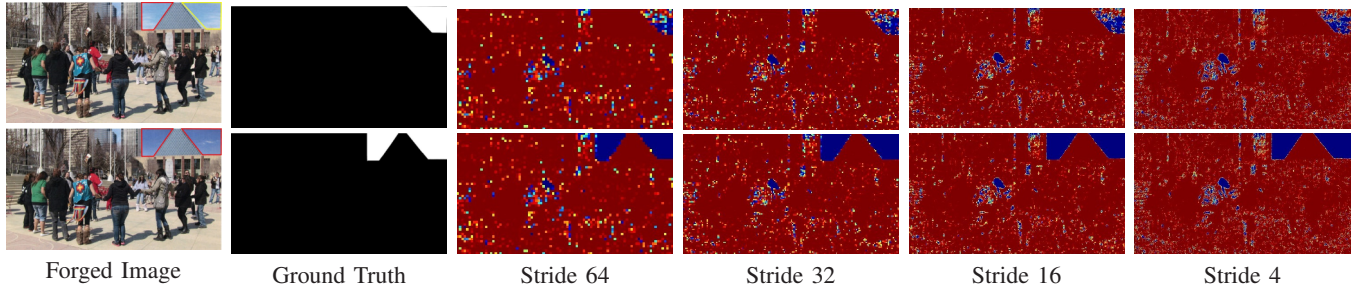 Forged Image
Ground Truth
Stride 64
Stride 32
Stride 16
Stride 4